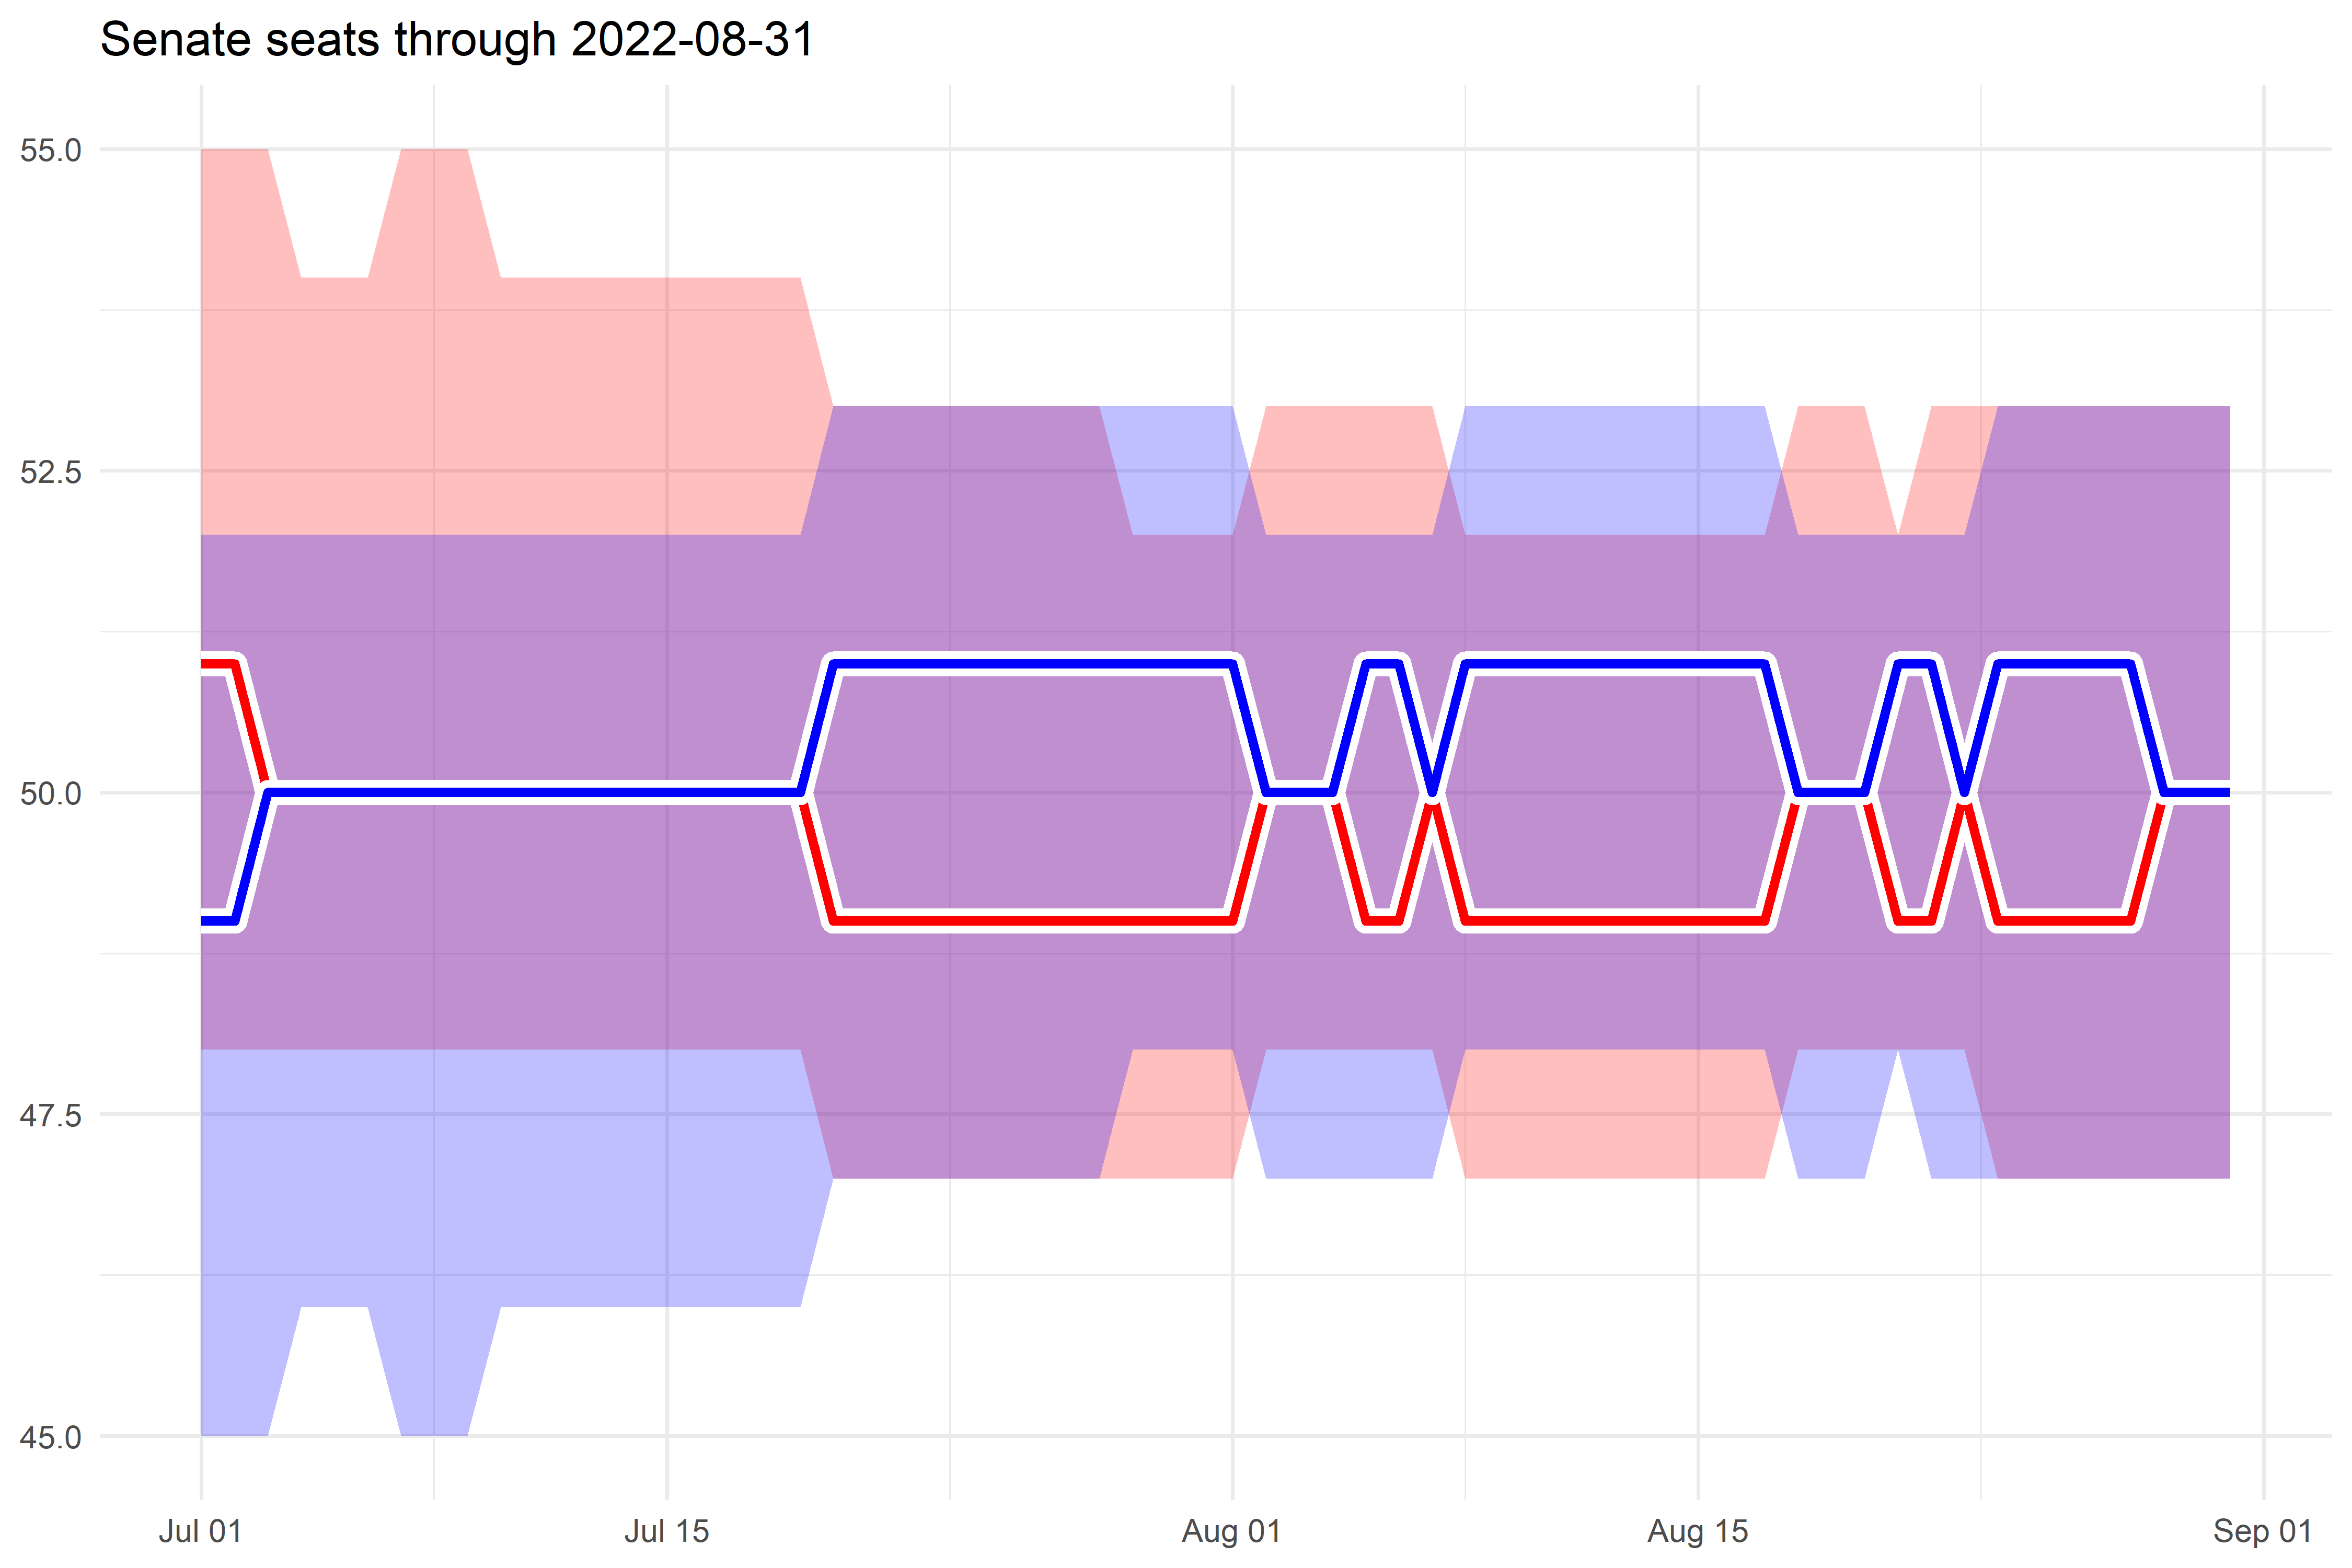 Senate seats through 2022-08-31
55.0
52.5
50.0
47.5
45.0
Jul 01
Jul 15
Aug 01
Aug 15
Sep 01